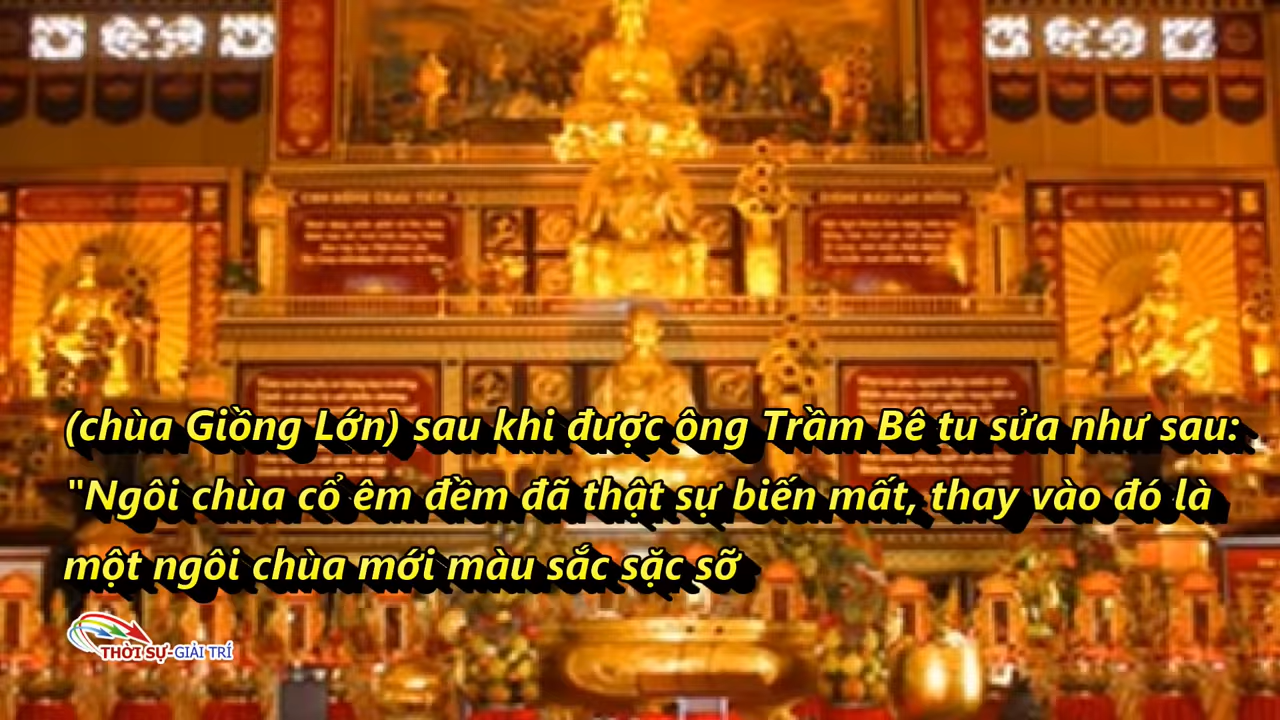 (chùa Giồng Lớn) sau khi được ông Trầm Bê tu sửa như sau:
"Ngôi chùa cổ êm đềm đã thật sự biến mất, thay vào đó là
một ngôi chùa mới màu sắc sặc sỡ
THỜI SỰ-GIẢI TRÍ